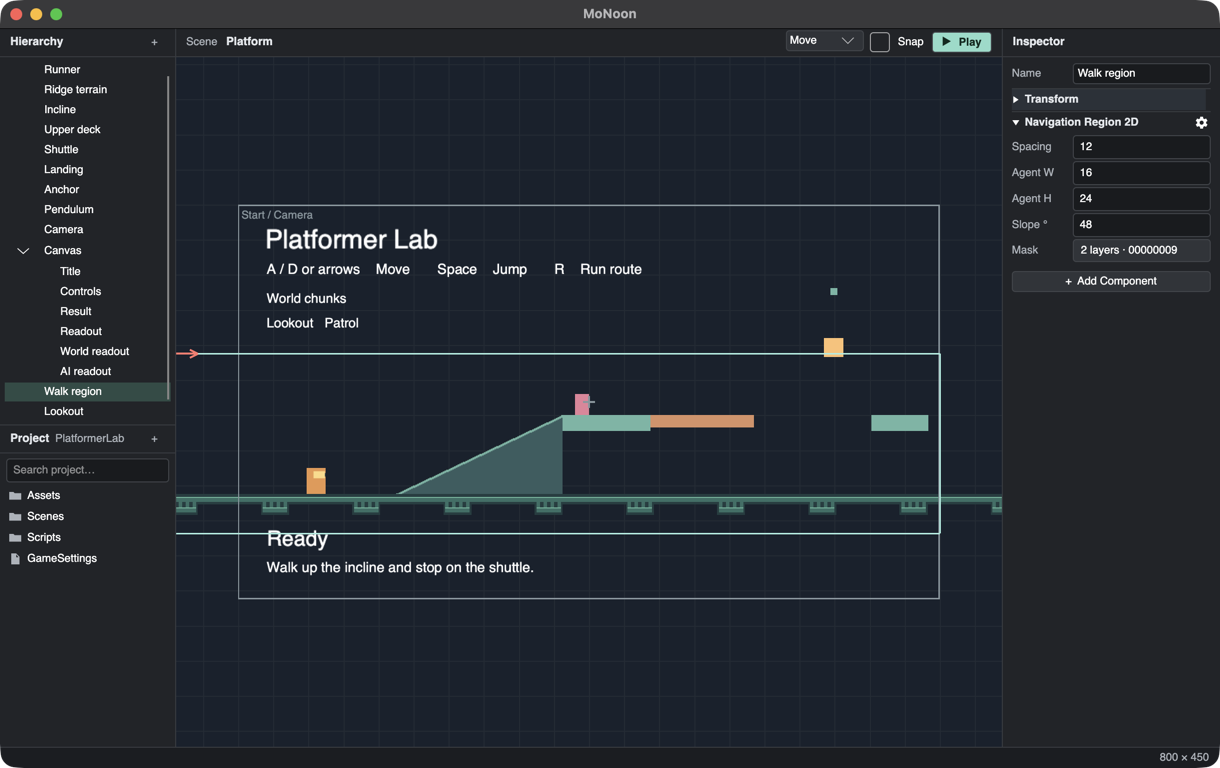 MoNoon
Hierarchy +
Scene Platform
Move
Snap
Play
Inspector
Runner
Ridge terrain
Incline
Upper deck
Shuttle
Landing
Anchor
Pendulum
Camera
Canvas
Title
Controls
Result
Readout
World readout
AI readout
Walk region
Lookout
Project PlatformerLab +
Search project...
Assets
Scenes
Scripts
GameSettings
Start / Camera
Platformer Lab
A / D or arrows Move Space Jump R Run route
World chunks
Lookout Patrol
Ready
Walk up the incline and stop on the shuttle.
Name Walk region
Transform
Navigation Region 2D
Spacing 12
Agent W 16
Agent H 24
Slope ° 48
Mask 2 layers · 00000009
+ Add Component
800 × 450